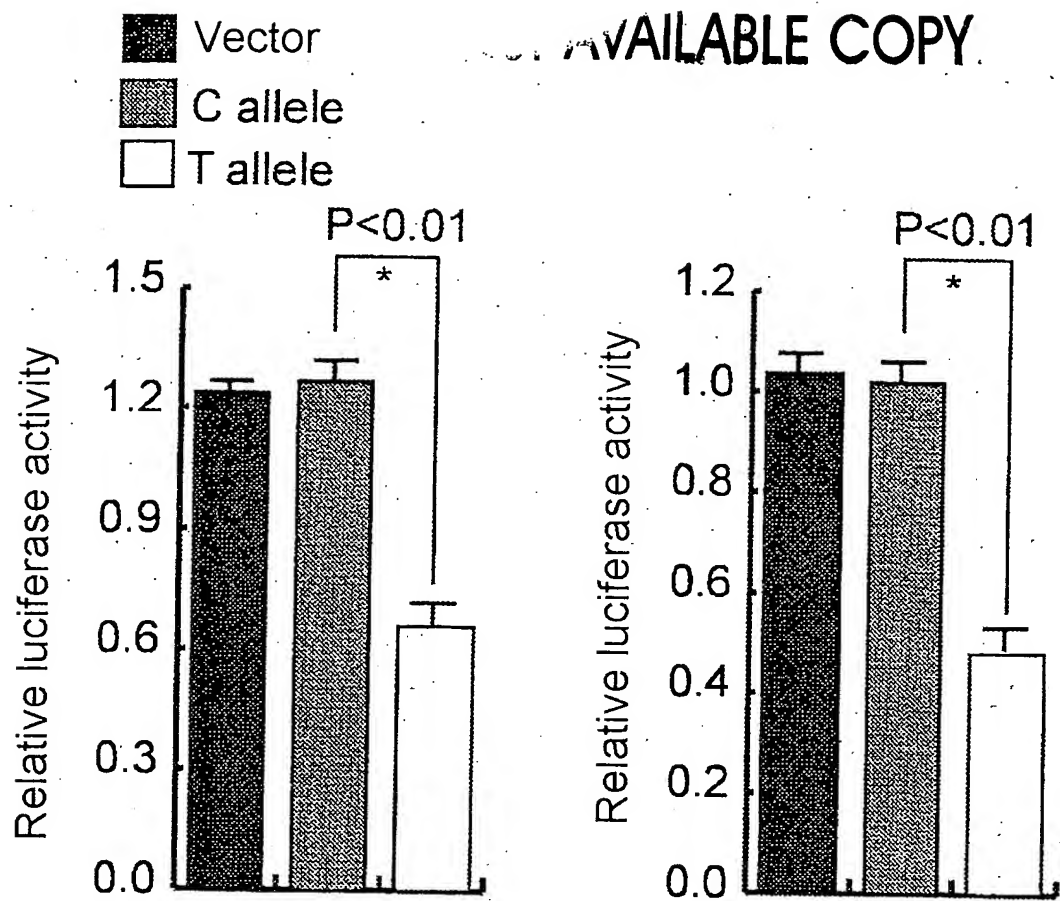 Vector
C allele
T allele
AVAILABLE COPY
P<0.01
*
1.5
1.2
0.9
0.6
0.3
0.0
Relative luciferase activity
P<0.01
*
1.2
1.0
0.8
0.6
0.4
0.2
0.0
Relative luciferase activity